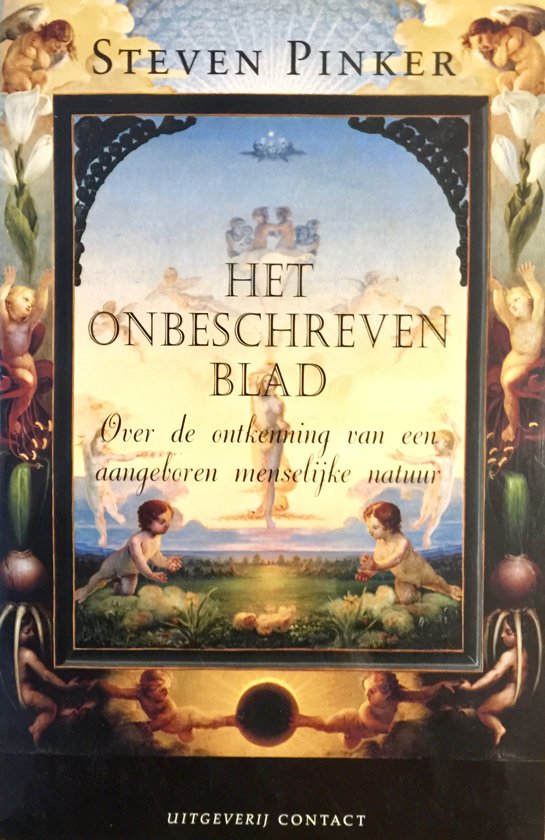 STEVEN PINKER
HET
ONBESCHREVEN
BLAD
Over de ontkenning van een
aangeboren menselijke natuur
UITGEVERIJ CONTACT